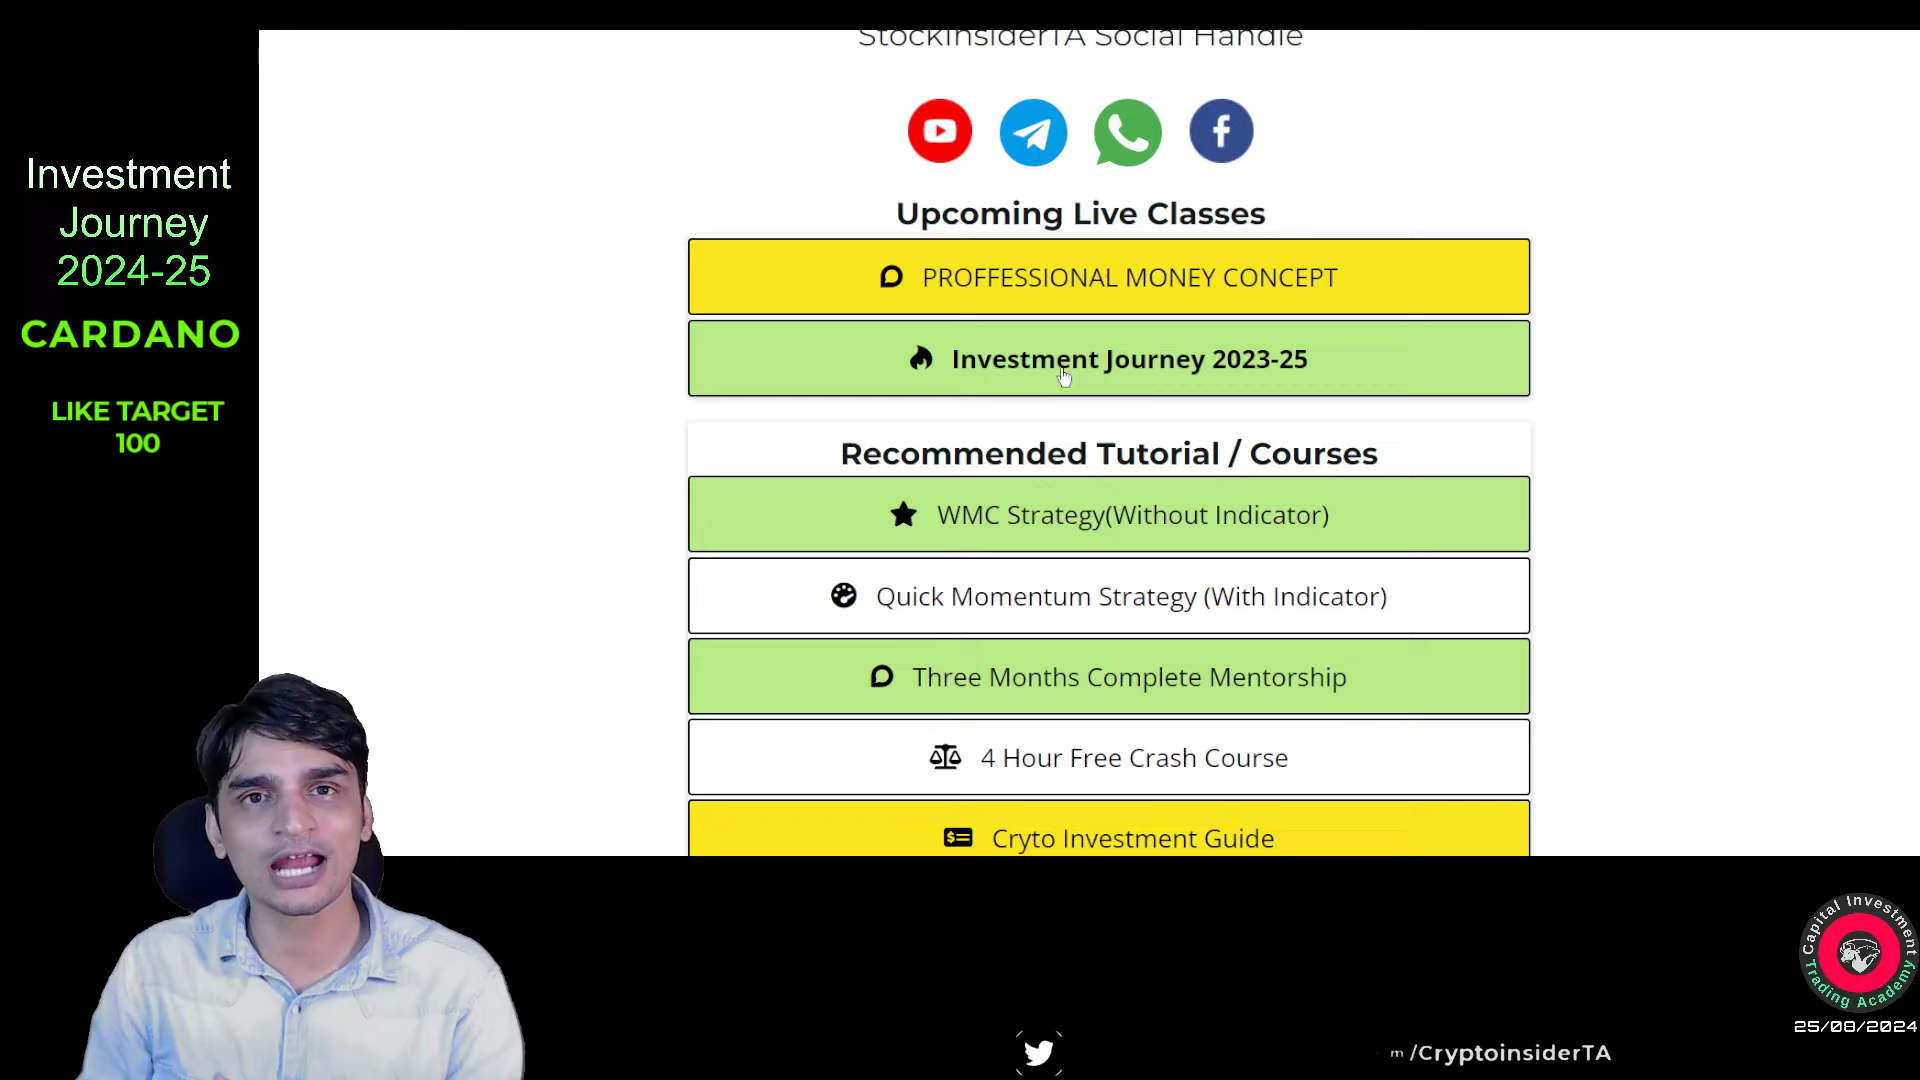 StockInsiderTA Social Handle
Investment
Journey
2024-25
CARDANO
LIKE TARGET
100
Upcoming Live Classes
PROFFESSIONAL MONEY CONCEPT
Investment Journey 2023-25
Recommended Tutorial / Courses
WMC Strategy(Without Indicator)
Quick Momentum Strategy (With Indicator)
Three Months Complete Mentorship
4 Hour Free Crash Course
Cryto Investment Guide
Capital Investment
Trading Academy
25/08/2024
m /CryptoinsiderTA